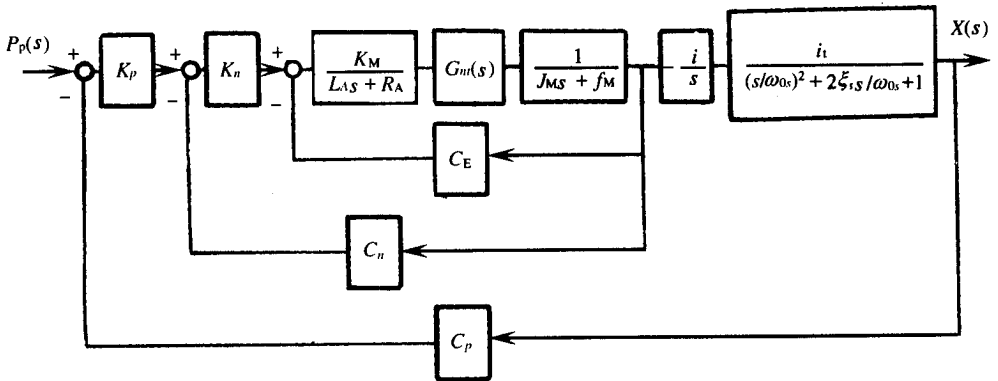 P_p(s)
+
−
K_p
+
−
K_n
+
−
K_M
L_A s + R_A
G_m(s)
1
J_M s + f_M
i
s
i_t
(s/ω_0s)² + 2ξ_s s/ω_0s + 1
X(s)
C_E
C_n
C_p